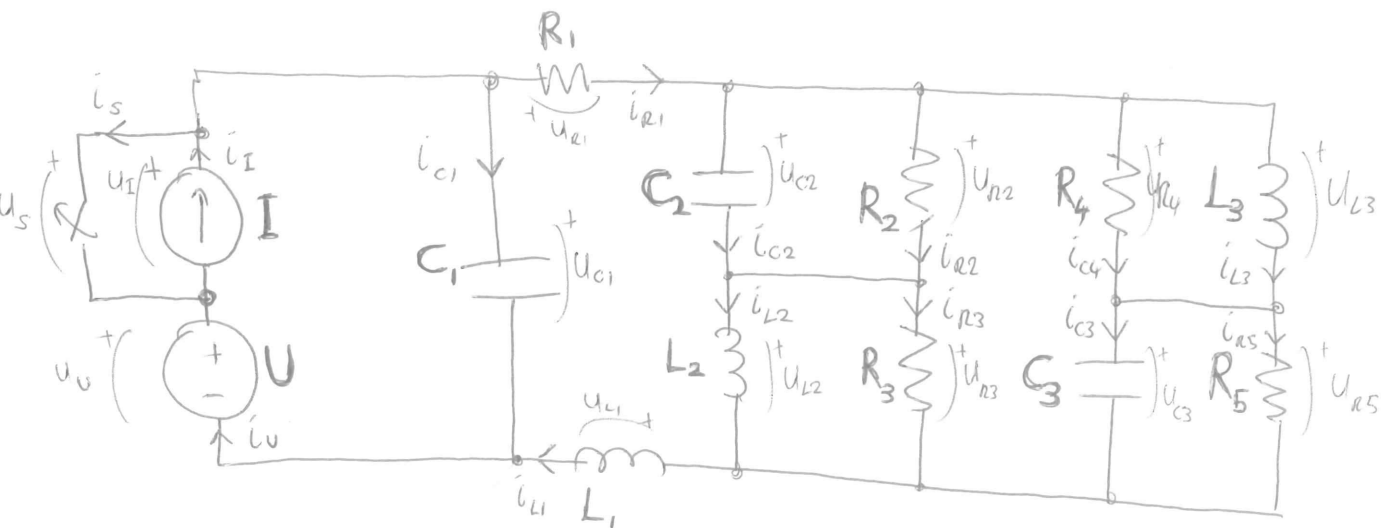 R1
is
+
uR1
iR1
iI
+
uS
uI
+
I
iC1
C1
+
uC1
C2
+
uC2
iC2
R2
+
uR2
iR2
R4
+
uR4
iC4
L3
+
uL3
iL3
+
uU
+
−
U
iU
iL2
L2
+
uL2
iR3
R3
+
uR3
iC3
C3
+
uC3
iR5
R5
+
uR5
uL1
+
iL1
L1